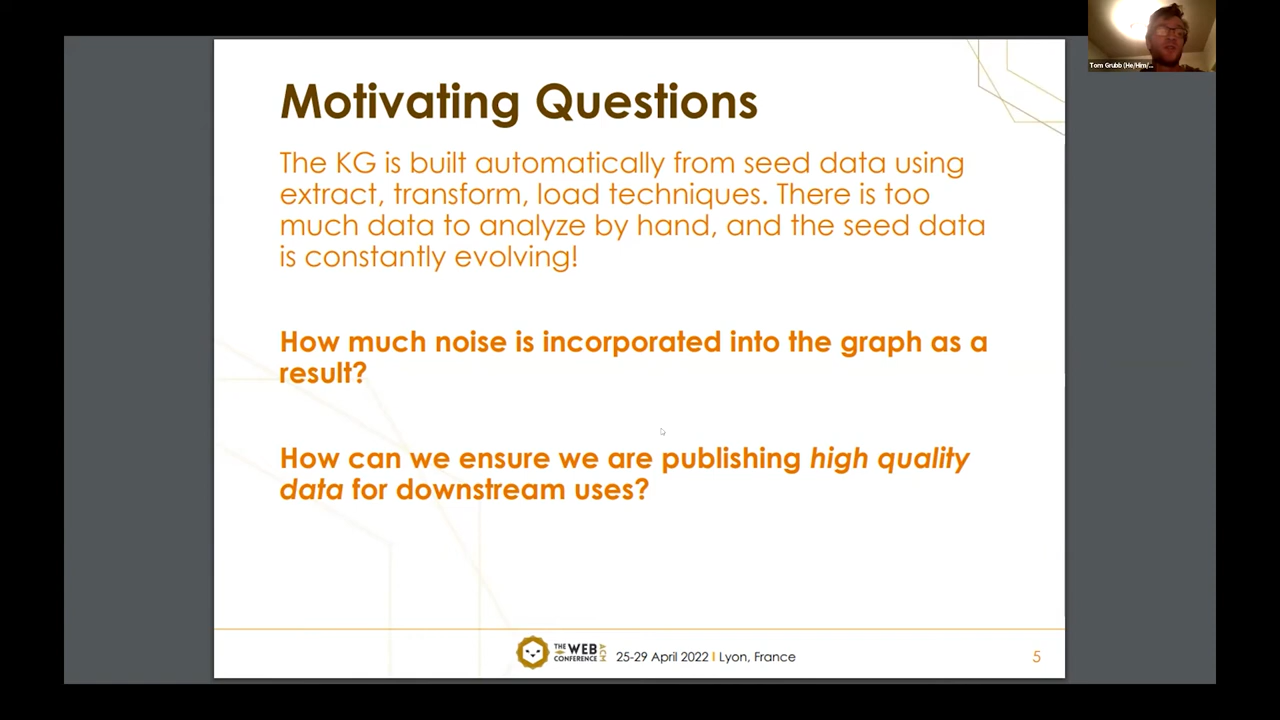 Tom Grubb (He/Him/...
Motivating Questions
The KG is built automatically from seed data using
extract, transform, load techniques. There is too
much data to analyze by hand, and the seed data
is constantly evolving!
How much noise is incorporated into the graph as a
result?
How can we ensure we are publishing high quality
data for downstream uses?
THE WEB
CONFERENCE
ACM
25-29 April 2022 I Lyon, France
5